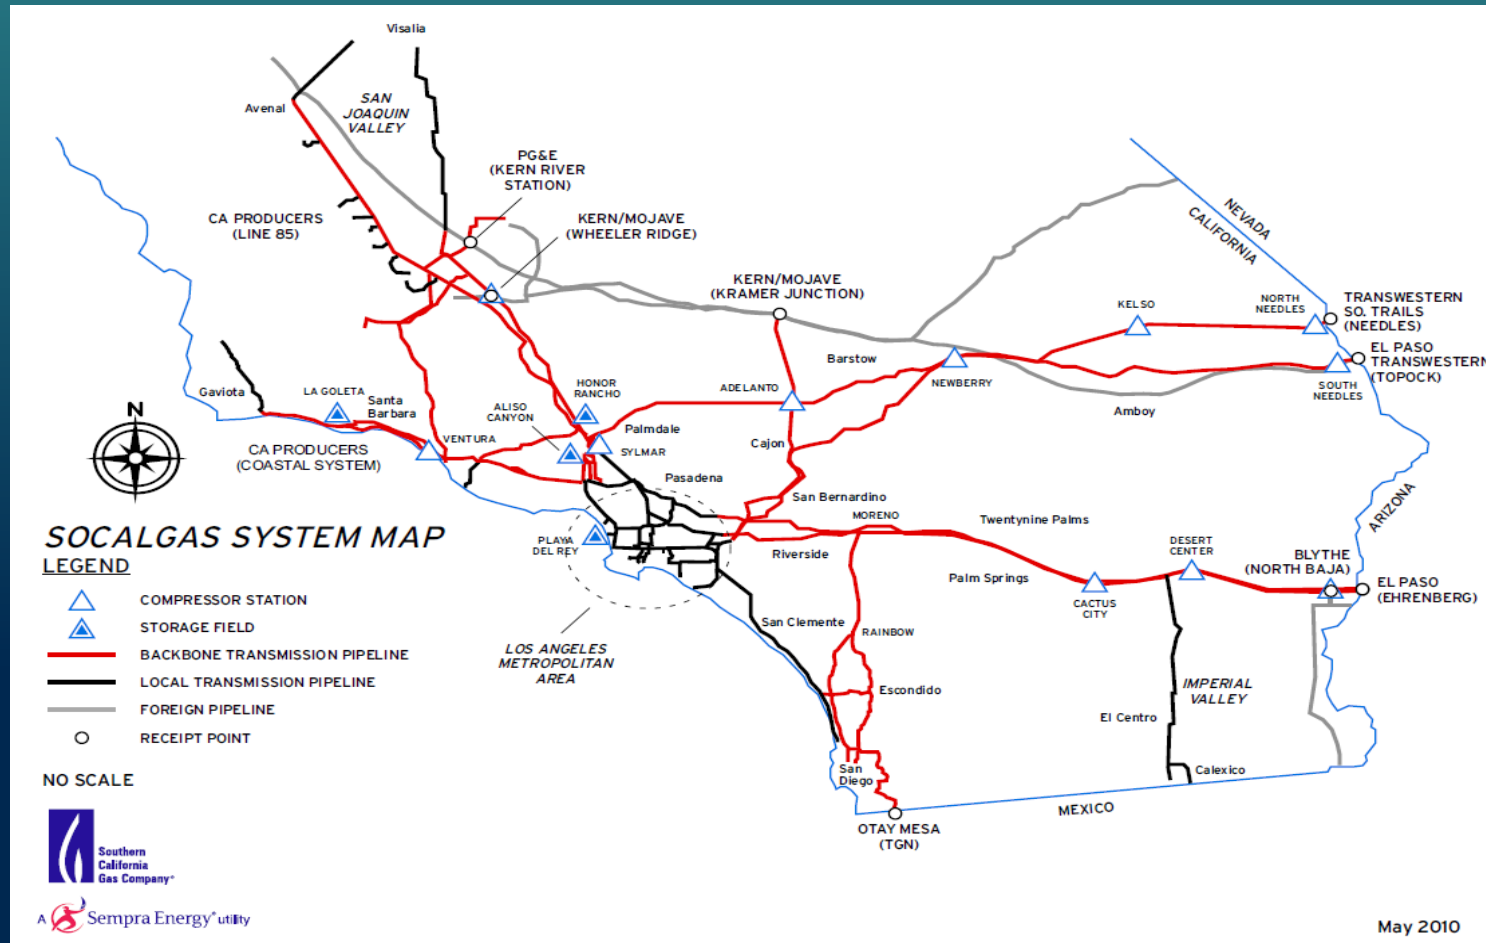 Visalia
Avenal
SAN
JOAQUIN
VALLEY
PG&E
(KERN RIVER
STATION)
CA PRODUCERS
(LINE 85)
KERN/MOJAVE
(WHEELER RIDGE)
NEVADA
CALIFORNIA
KERN/MOJAVE
(KRAMER JUNCTION)
KELSO
NORTH
NEEDLES
TRANSWESTERN
SO. TRAILS
(NEEDLES)
EL PASO
TRANSWESTERN
(TOPOCK)
Barstow
NEWBERRY
SOUTH
NEEDLES
Amboy
Gaviota
LA GOLETA
Santa
Barbara
HONOR
RANCHO
ALISO
CANYON
ADELANTO
Palmdale
SYLMAR
Cajon
N
CA PRODUCERS
(COASTAL SYSTEM)
VENTURA
Pasadena
San Bernardino
MORENO
Twentynine Palms
ARIZONA
SOCALGAS SYSTEM MAP
PLAYA
DEL REY
Riverside
DESERT
CENTER
BLYTHE
(NORTH BAJA)
Palm Springs
CACTUS
CITY
EL PASO
(EHRENBERG)
LEGEND
COMPRESSOR STATION
STORAGE FIELD
BACKBONE TRANSMISSION PIPELINE
LOCAL TRANSMISSION PIPELINE
FOREIGN PIPELINE
RECEIPT POINT
LOS ANGELES
METROPOLITAN
AREA
San Clemente
RAINBOW
Escondido
IMPERIAL
VALLEY
El Centro
Calexico
San
Diego
MEXICO
OTAY MESA
(TGN)
NO SCALE
Southern
California
Gas Company®
A Sempra Energy® utility
May 2010